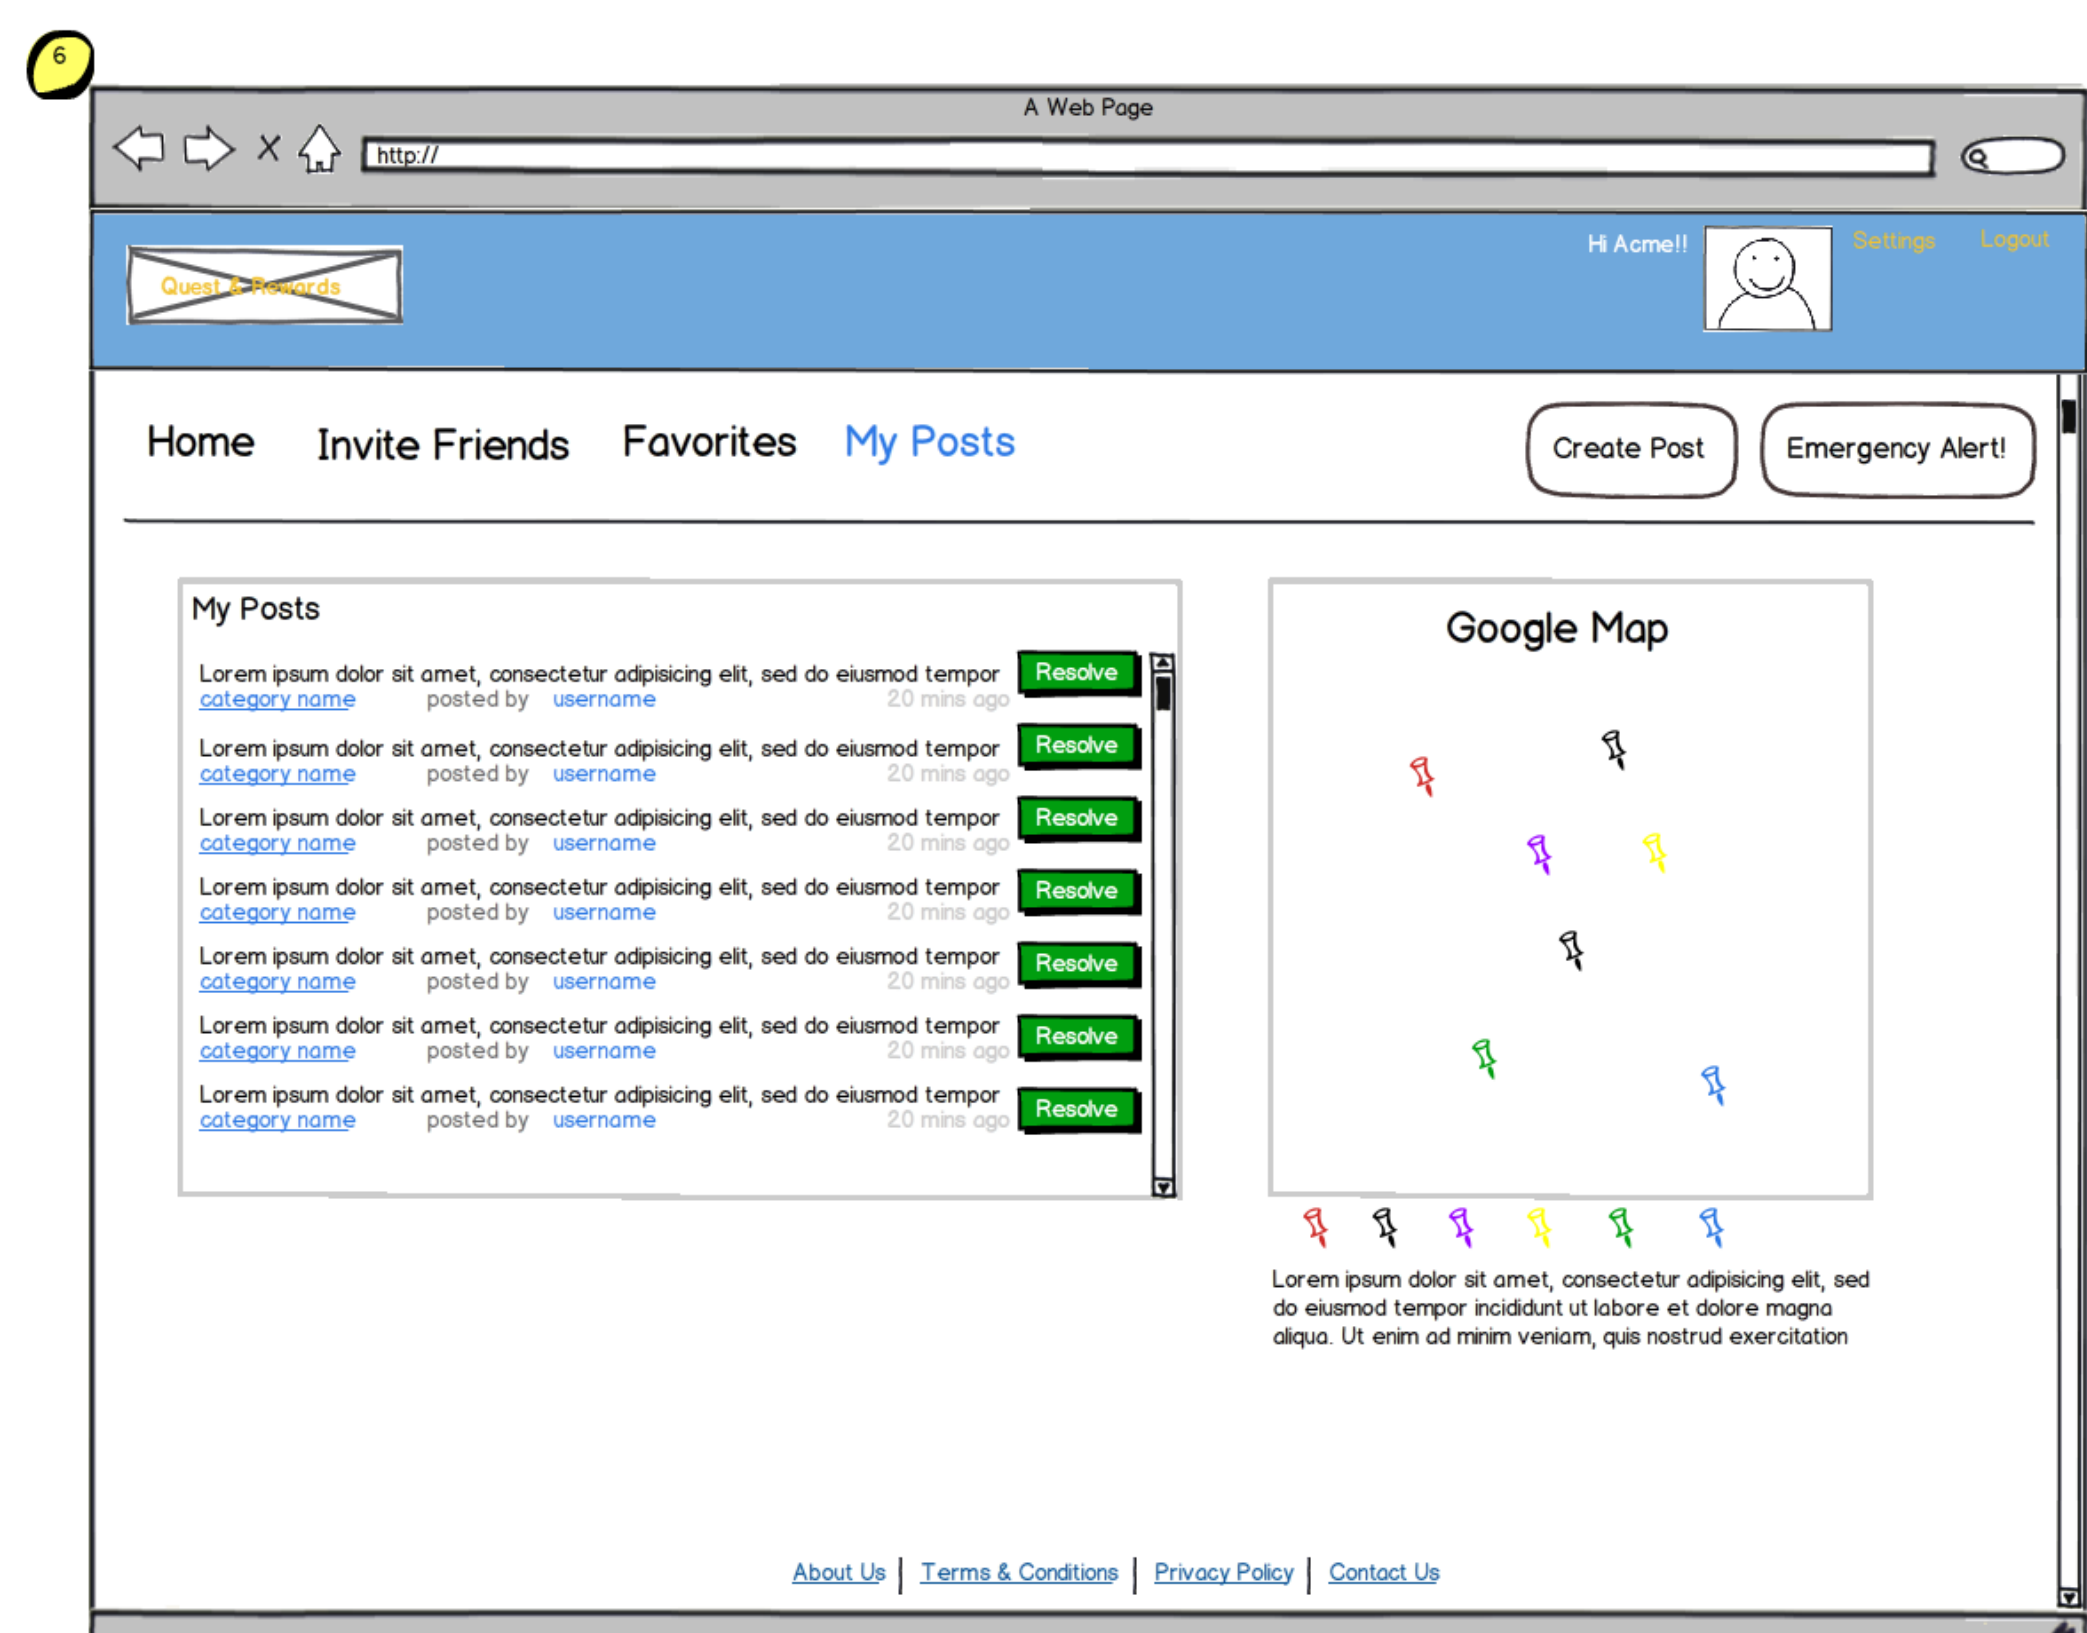 6
A Web Page
http://
Quest & Rewards
Hi Acme!!
Settings
Logout
Home
Invite Friends
Favorites
My Posts
Create Post
Emergency Alert!
My Posts
Lorem ipsum dolor sit amet, consectetur adipisicing elit, sed do eiusmod tempor
Resolve
category name posted by username 20 mins ago
Lorem ipsum dolor sit amet, consectetur adipisicing elit, sed do eiusmod tempor
Resolve
category name posted by username 20 mins ago
Lorem ipsum dolor sit amet, consectetur adipisicing elit, sed do eiusmod tempor
Resolve
category name posted by username 20 mins ago
Lorem ipsum dolor sit amet, consectetur adipisicing elit, sed do eiusmod tempor
Resolve
category name posted by username 20 mins ago
Lorem ipsum dolor sit amet, consectetur adipisicing elit, sed do eiusmod tempor
Resolve
category name posted by username 20 mins ago
Lorem ipsum dolor sit amet, consectetur adipisicing elit, sed do eiusmod tempor
Resolve
category name posted by username 20 mins ago
Lorem ipsum dolor sit amet, consectetur adipisicing elit, sed do eiusmod tempor
Resolve
category name posted by username 20 mins ago
Google Map
Lorem ipsum dolor sit amet, consectetur adipisicing elit, sed
do eiusmod tempor incididunt ut labore et dolore magna
aliqua. Ut enim ad minim veniam, quis nostrud exercitation
About Us | Terms & Conditions | Privacy Policy | Contact Us